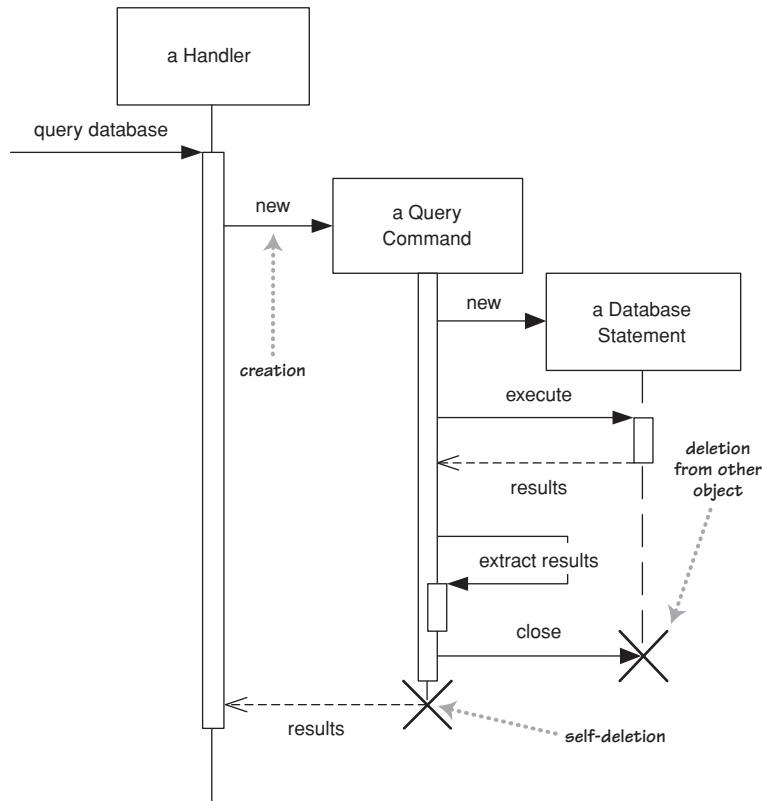 a Handler
query database
new
a Query
Command
new
a Database
Statement
creation
execute
deletion
from other
object
results
extract results
close
results
self-deletion